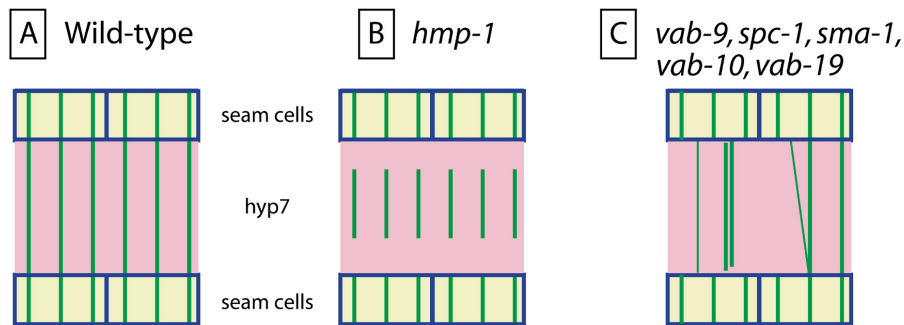 A Wild-type
B hmp-1
C vab-9, spc-1, sma-1,
vab-10, vab-19
seam cells
hyp7
seam cells